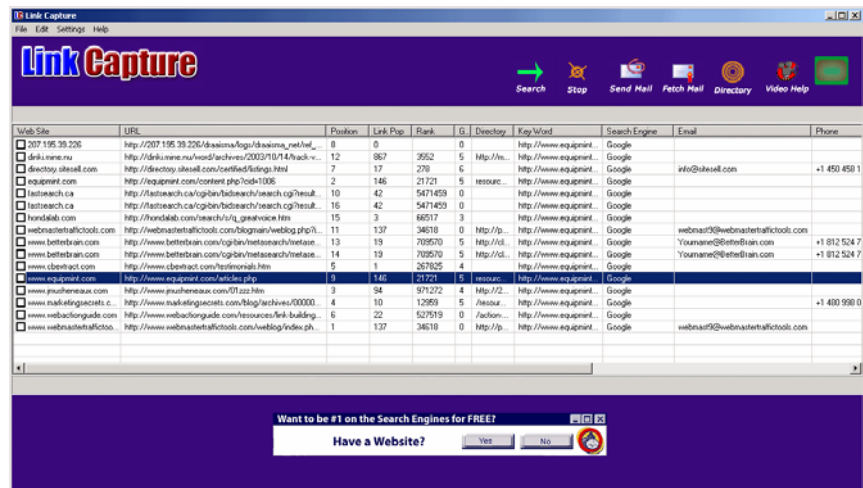 Link Capture
File Edit Settings Help
Link Capture
Search Stop Send Mail Fetch Mail Directory Video Help
Web Site URL Position Link Pop Rank G.. Directory Key Word Search Engine Email Phone
207.195.39.226 http://207.195.39.226/draaisma/logs/draaisma_net/ref_... 0 0 0 http://www.equipmint... Google
dinki.mine.nu http://dinki.mine.nu/word/archives/2003/10/14/track-v... 12 867 3552 5 http://m... http://www.equipmint... Google
directory.sitesell.com http://directory.sitesell.com/certified/listings.html 7 17 278 6 http://www.equipmint... Google info@sitesell.com +1 450 458 1
equipmint.com http://equipmint.com/content.php?cid=1006 2 146 21721 5 resourc... http://www.equipmint... Google
fastsearch.ca http://fastsearch.ca/cgi-bin/bidsearch/search.cgi?result... 10 42 5471459 0 http://www.equipmint... Google
fastsearch.ca http://fastsearch.ca/cgi-bin/bidsearch/search.cgi?result... 16 42 5471459 0 http://www.equipmint... Google
hondalab.com http://hondalab.com/search/s/q_greatvoice.htm 15 3 66517 3 http://www.equipmint... Google
webmastertraffictools.com http://webmastertraffictools.com/blogmain/weblog.php?i... 11 137 34618 0 http://p... http://www.equipmint... Google webmast9@webmastertraffictools.com
www.betterbrain.com http://www.betterbrain.com/cgi-bin/metasearch/metase... 13 19 709570 5 http://cl... http://www.equipmint... Google Yourname@BetterBrain.com +1 812 524 7
www.betterbrain.com http://www.betterbrain.com/cgi-bin/metasearch/metase... 14 19 709570 5 http://cl... http://www.equipmint... Google Yourname@BetterBrain.com +1 812 524 7
www.cbextract.com http://www.cbextract.com/testimonials.htm 5 1 267825 4 http://www.equipmint... Google
www.equipmint.com http://www.equipmint.com/articles.php 9 146 21721 5 resourc... http://www.equipmint... Google
www.jmusheneaux.com http://www.jmusheneaux.com/01zzz.htm 3 94 971272 4 http://2... http://www.equipmint... Google
www.marketingsecrets.c... http://www.marketingsecrets.com/blog/archives/00000... 4 10 12959 5 /resour... http://www.equipmint... Google +1 480 998 0
www.webactionguide.com http://www.webactionguide.com/resources/link-building... 6 22 527519 0 /action-... http://www.equipmint... Google
www.webmastertraffictoo... http://www.webmastertraffictools.com/weblog/index.ph... 1 137 34618 0 http://p... http://www.equipmint... Google webmast9@webmastertraffictools.com
Want to be #1 on the Search Engines for FREE?
Have a Website? Yes No